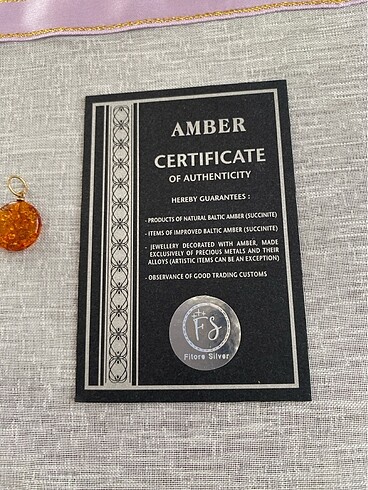 AMBER
CERTIFICATE
OF AUTHENTICITY
HEREBY GUARANTEES :
- PRODUCTS OF NATURAL BALTIC AMBER (SUCCINITE)
- ITEMS OF IMPROVED BALTIC AMBER (SUCCINITE)
- JEWELLERY DECORATED WITH AMBER, MADE
EXCLUSIVELY OF PRECIOUS METALS AND THEIR
ALLOYS (ARTISTIC ITEMS CAN BE AN EXCEPTION)
- OBSERVANCE OF GOOD TRADING CUSTOMS
FS
Fitore Silver